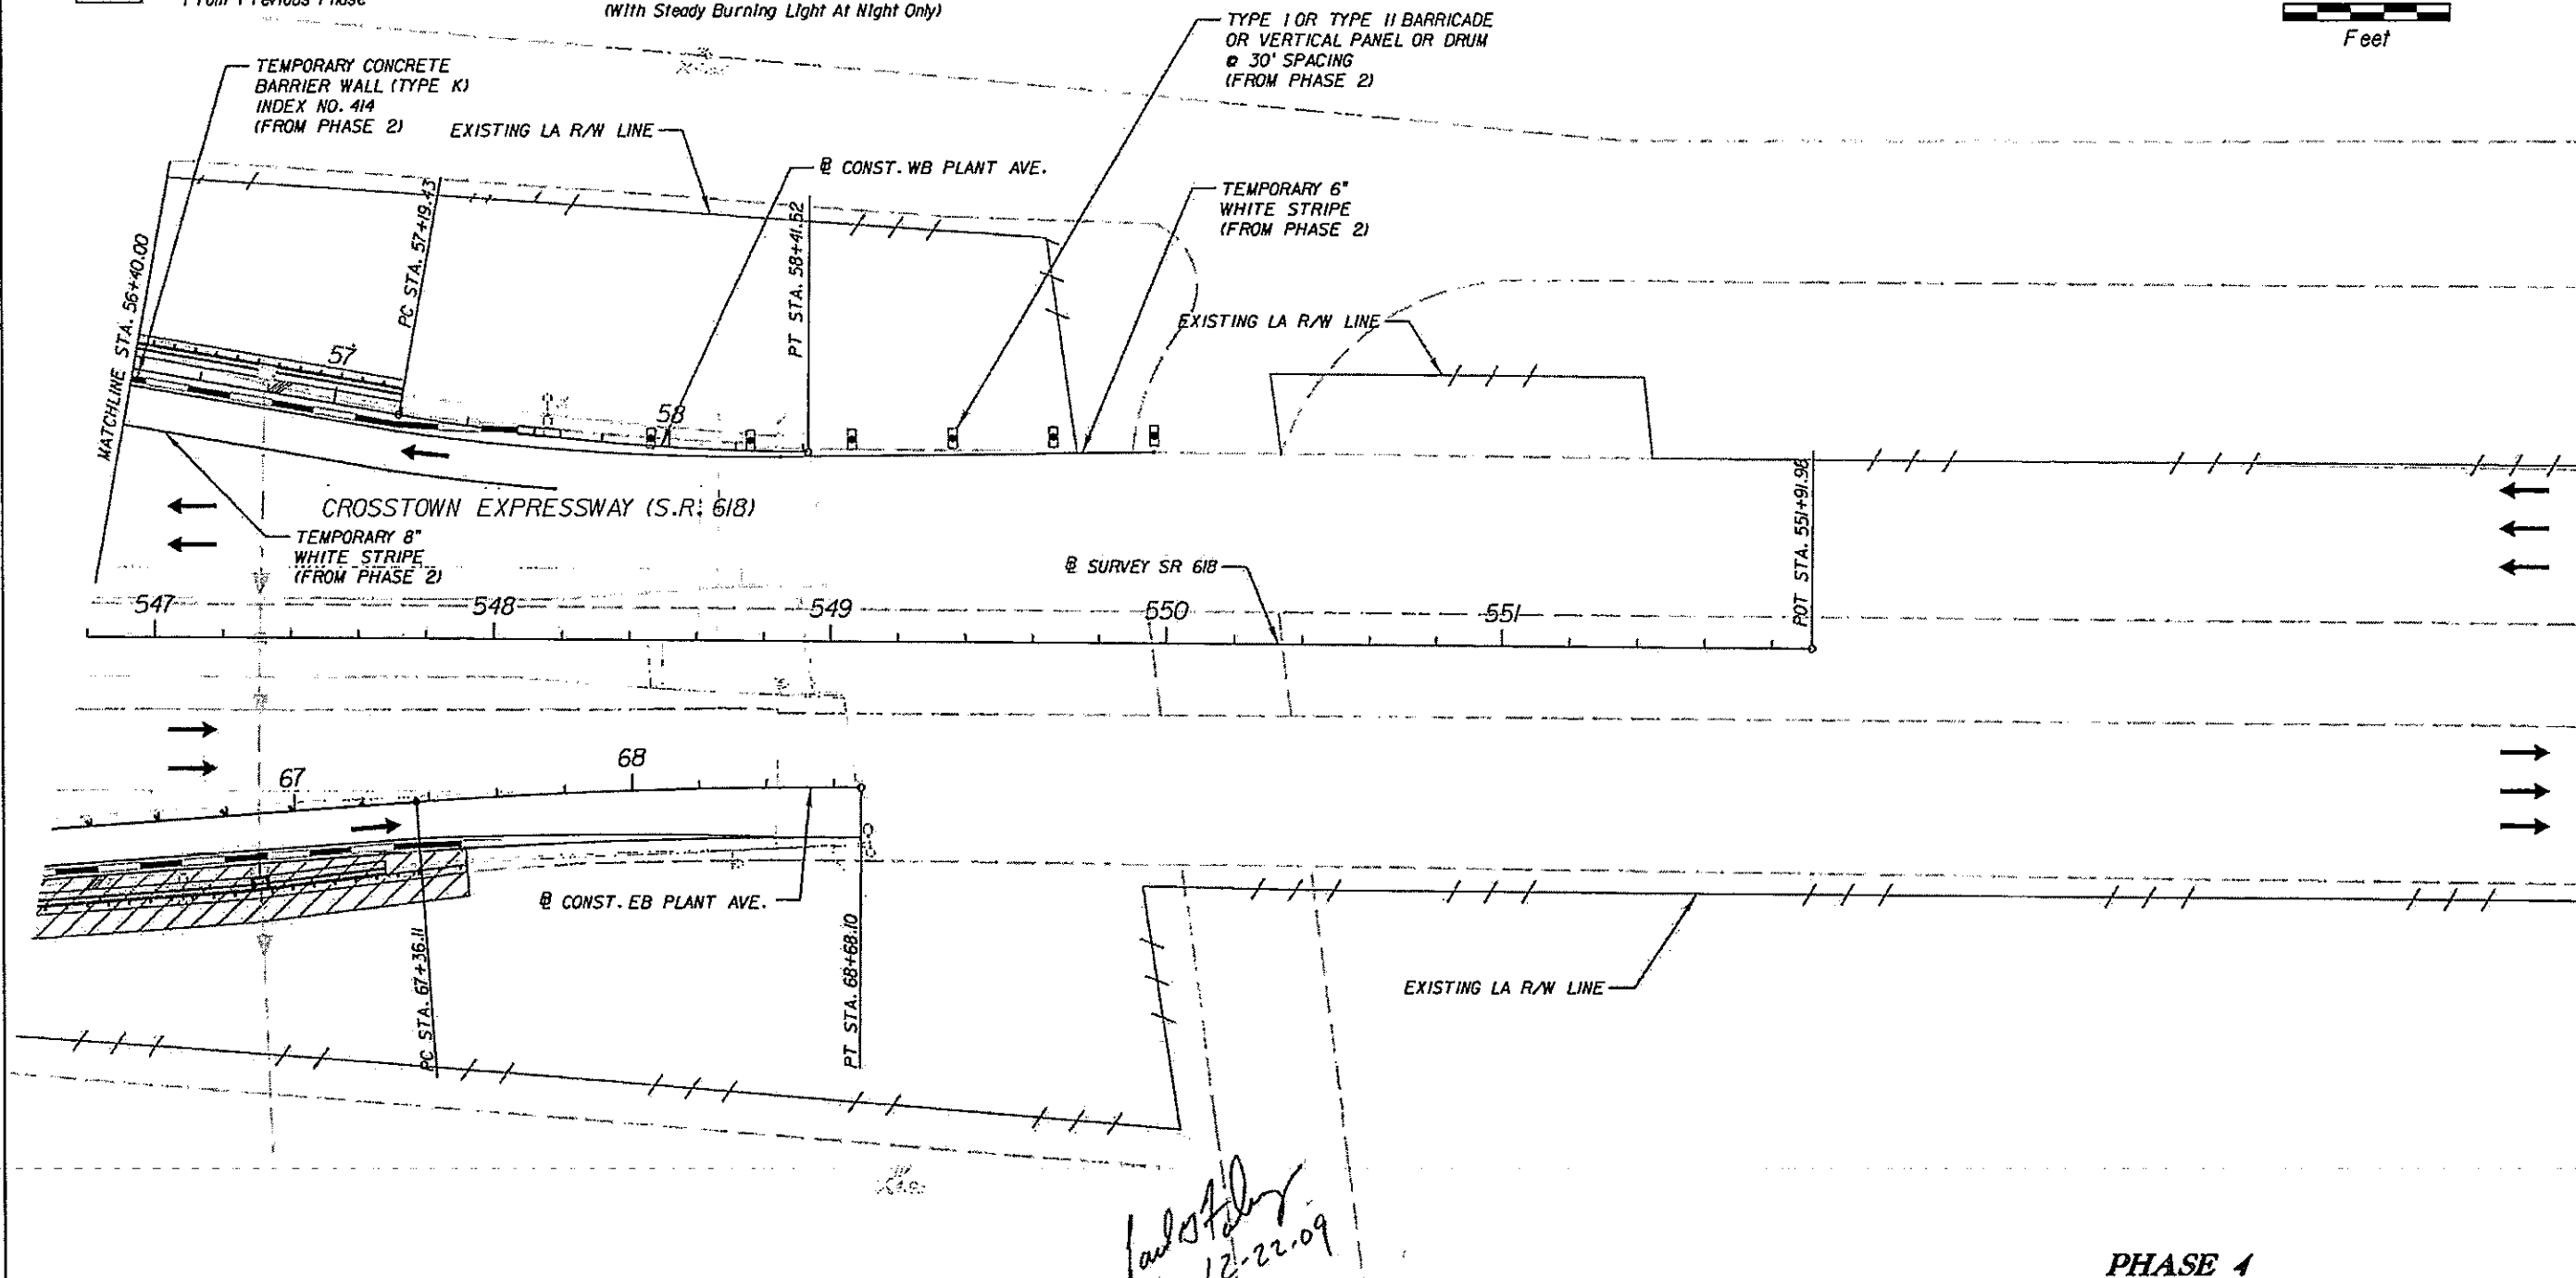 From Previous Phase
(With Steady Burning Light At Night Only)
TYPE I OR TYPE II BARRICADE
OR VERTICAL PANEL OR DRUM
@ 30' SPACING
(FROM PHASE 2)
Feet
TEMPORARY CONCRETE
BARRIER WALL (TYPE K)
INDEX NO. 414
(FROM PHASE 2)
EXISTING LA R/W LINE
℄ CONST. WB PLANT AVE.
TEMPORARY 6"
WHITE STRIPE
(FROM PHASE 2)
MATCHLINE STA. 56+40.00
PC STA. 57+19.43
PT STA. 58+41.52
EXISTING LA R/W LINE
57
58
CROSSTOWN EXPRESSWAY (S.R. 618)
TEMPORARY 8"
WHITE STRIPE
(FROM PHASE 2)
POT STA. 551+91.98
℄ SURVEY SR 618
547
548
549
550
551
67
68
℄ CONST. EB PLANT AVE.
PC STA. 67+36.11
PT STA. 68+68.10
EXISTING LA R/W LINE
12-22-09
PHASE 4